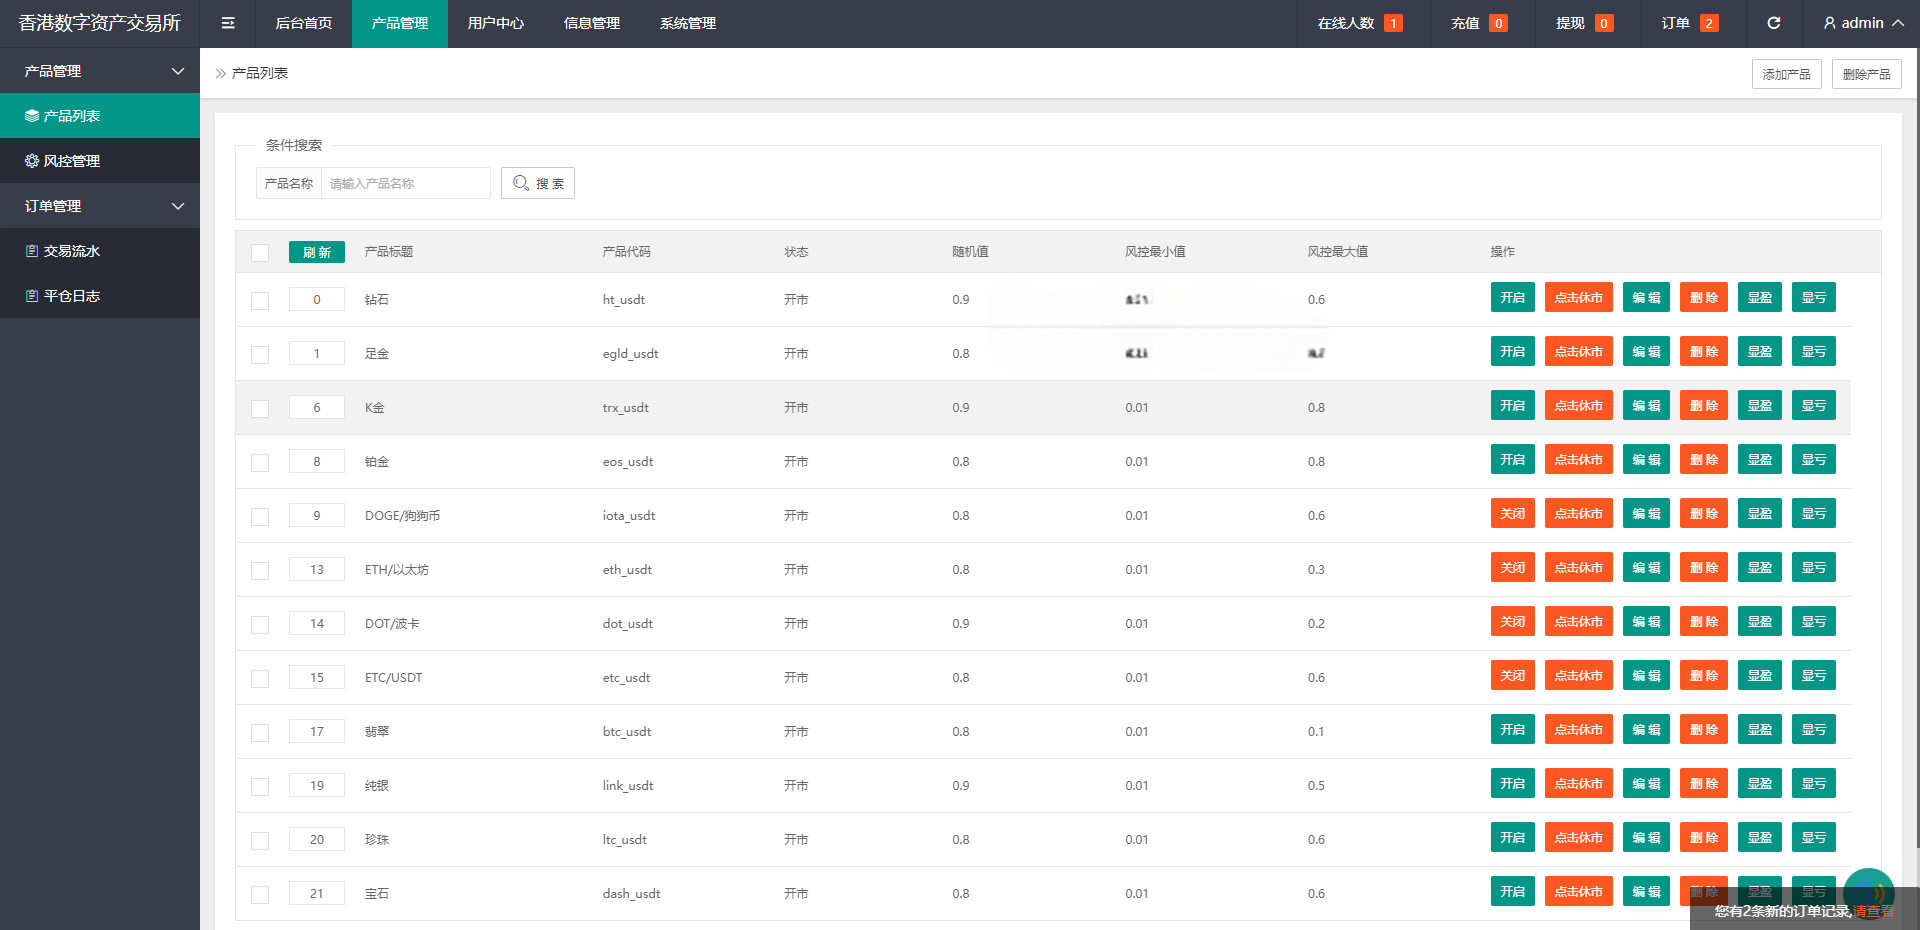 香港数字资产交易所 后台首页 产品管理 用户中心 信息管理 系统管理 在线人数 1 充值 0 提现 0 订单 2 admin
产品管理
产品列表
风控管理
订单管理
交易流水
平仓日志
产品列表 添加产品 删除产品
条件搜索
产品名称 请输入产品名称 搜 索
刷 新 产品标题 产品代码 状态 随机值 风控最小值 风控最大值 操作
0 钻石 ht_usdt 开市 0.9 0.6 开启 点击休市 编 辑 删 除 显盈 显亏
1 足金 egld_usdt 开市 0.8 开启 点击休市 编 辑 删 除 显盈 显亏
6 K金 trx_usdt 开市 0.9 0.01 0.8 开启 点击休市 编 辑 删 除 显盈 显亏
8 铂金 eos_usdt 开市 0.8 0.01 0.8 开启 点击休市 编 辑 删 除 显盈 显亏
9 DOGE/狗狗币 iota_usdt 开市 0.8 0.01 0.6 关闭 点击休市 编 辑 删 除 显盈 显亏
13 ETH/以太坊 eth_usdt 开市 0.8 0.01 0.3 关闭 点击休市 编 辑 删 除 显盈 显亏
14 DOT/波卡 dot_usdt 开市 0.9 0.01 0.2 关闭 点击休市 编 辑 删 除 显盈 显亏
15 ETC/USDT etc_usdt 开市 0.8 0.01 0.6 关闭 点击休市 编 辑 删 除 显盈 显亏
17 翡翠 btc_usdt 开市 0.8 0.01 0.1 开启 点击休市 编 辑 删 除 显盈 显亏
19 纯银 link_usdt 开市 0.9 0.01 0.5 开启 点击休市 编 辑 删 除 显盈 显亏
20 珍珠 ltc_usdt 开市 0.8 0.01 0.6 开启 点击休市 编 辑 删 除 显盈 显亏
21 宝石 dash_usdt 开市 0.8 0.01 0.6 开启 点击休市 编 辑 删 除 显盈 显亏
您有2条新的订单记录,请查看